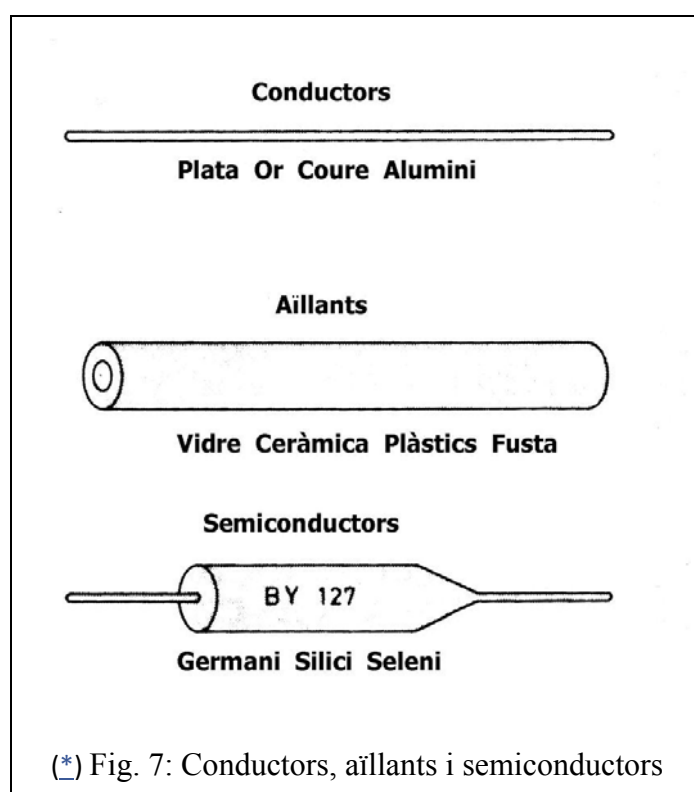 Conductors
Plata Or Coure Alumini
Aïllants
Vidre Ceràmica Plàstics Fusta
Semiconductors
BY 127
Germani Silici Seleni
(*) Fig. 7: Conductors, aïllants i semiconductors